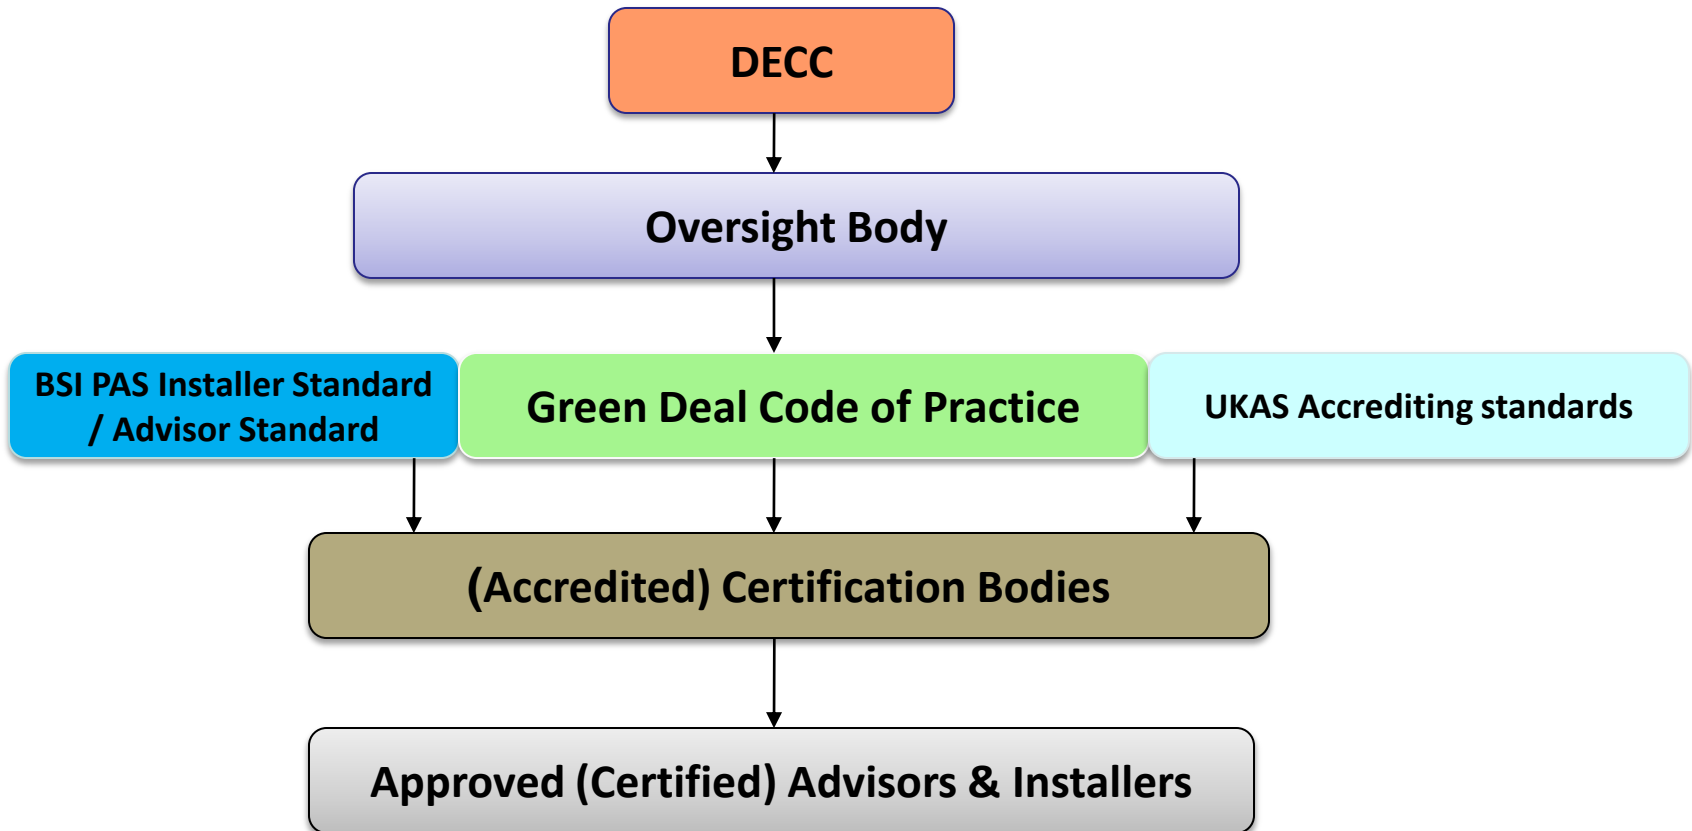 DECC
Oversight Body
BSI PAS Installer Standard
/ Advisor Standard
Green Deal Code of Practice
UKAS Accrediting standards
(Accredited) Certification Bodies
Approved (Certified) Advisors & Installers